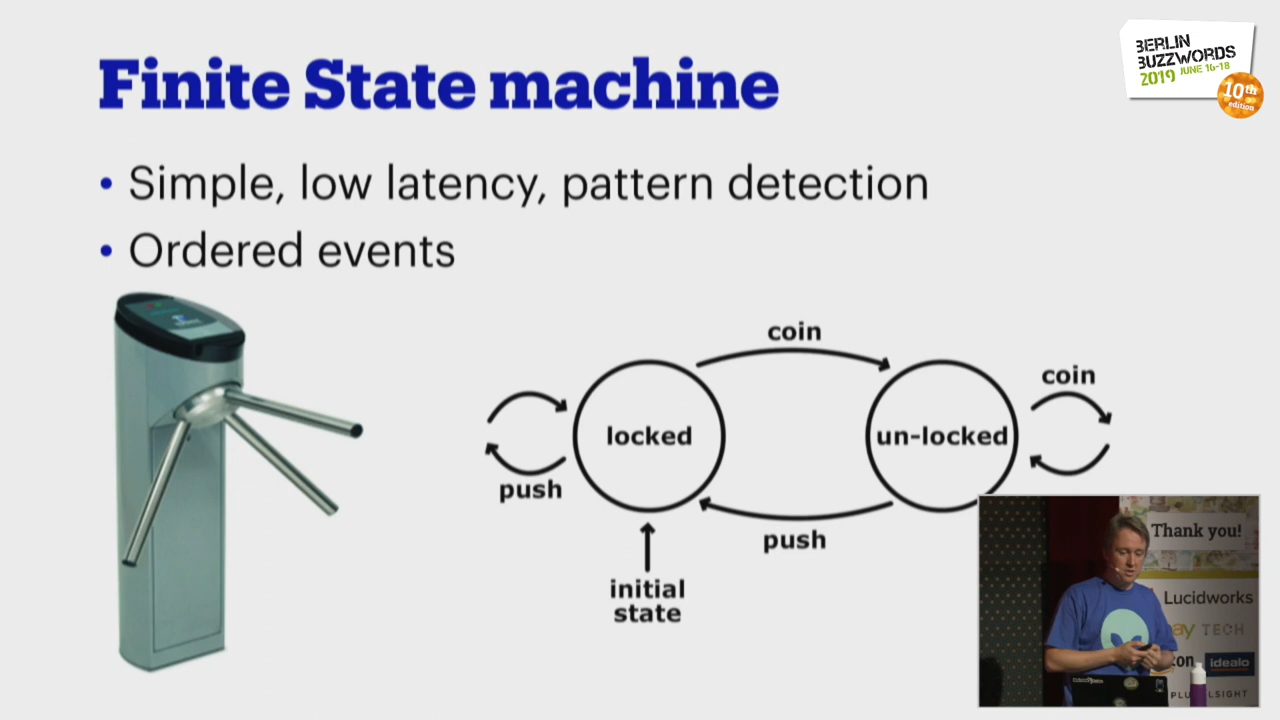 Finite State machine
BERLIN
BUZZWORDS
2019 JUNE 16-18
10th
edition
• Simple, low latency, pattern detection
• Ordered events
coin
coin
locked
un-locked
push
push
initial
state
Thank you!
Lucidworks
TECH
idealo